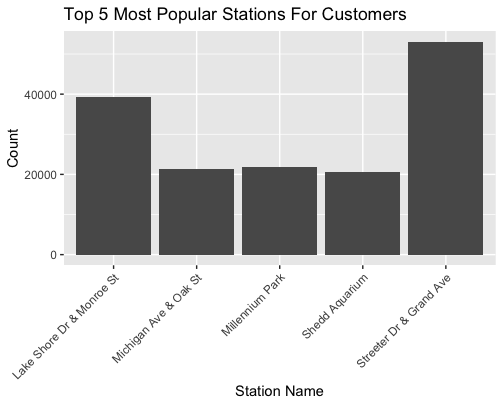 Top 5 Most Popular Stations For Customers
Count
40000
20000
0
Lake Shore Dr & Monroe St
Michigan Ave & Oak St
Millennium Park
Shedd Aquarium
Streeter Dr & Grand Ave
Station Name